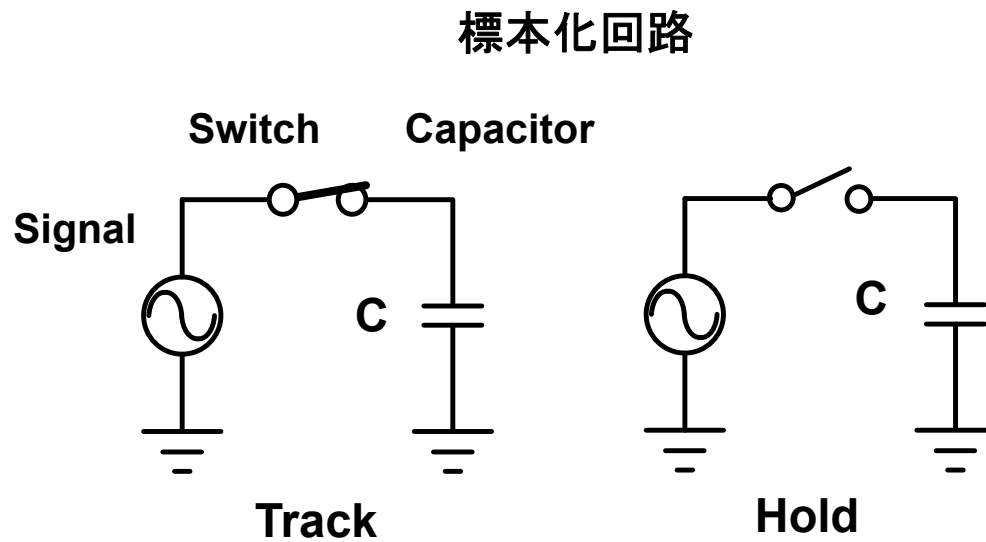 標本化回路
Switch
Capacitor
Signal
C
C
Track
Hold